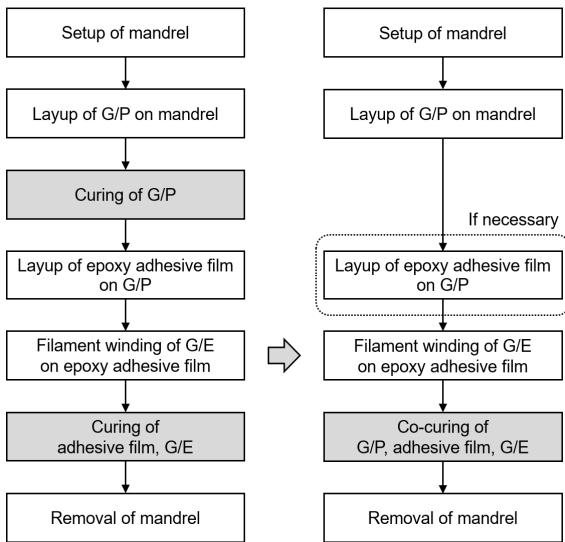 Setup of mandrel
Layup of G/P on mandrel
Curing of G/P
Layup of epoxy adhesive film
on G/P
Filament winding of G/E
on epoxy adhesive film
Curing of
adhesive film, G/E
Removal of mandrel
Setup of mandrel
Layup of G/P on mandrel
If necessary
Layup of epoxy adhesive film
on G/P
Filament winding of G/E
on epoxy adhesive film
Co-curing of
G/P, adhesive film, G/E
Removal of mandrel